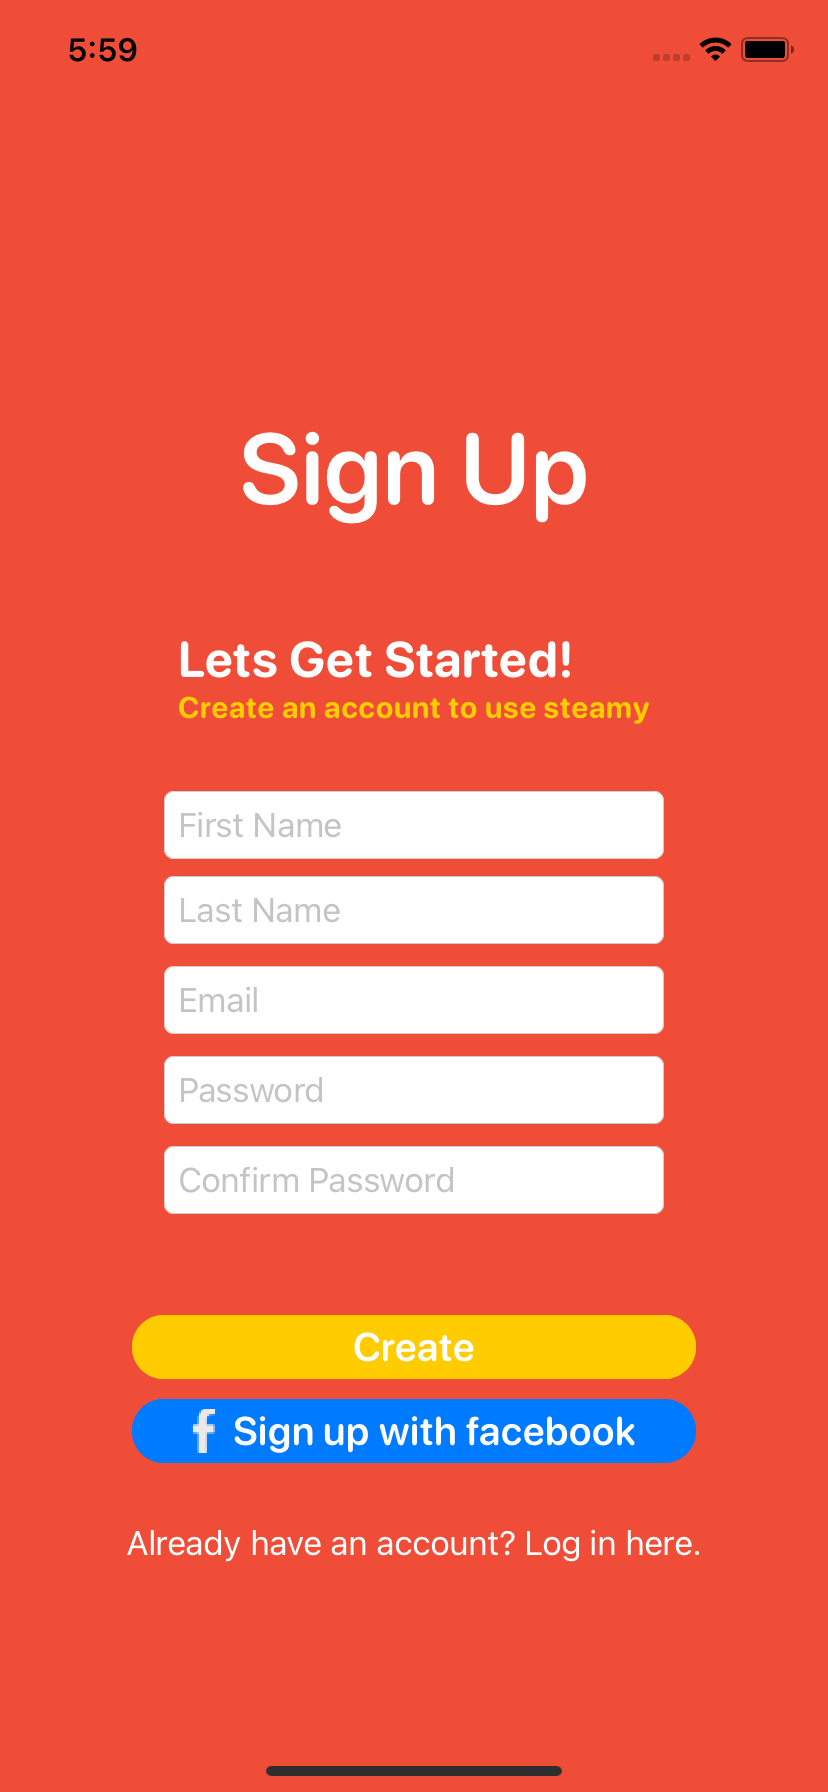 5:59
Sign Up
Lets Get Started!
Create an account to use steamy
First Name
Last Name
Email
Password
Confirm Password
Create
f Sign up with facebook
Already have an account? Log in here.